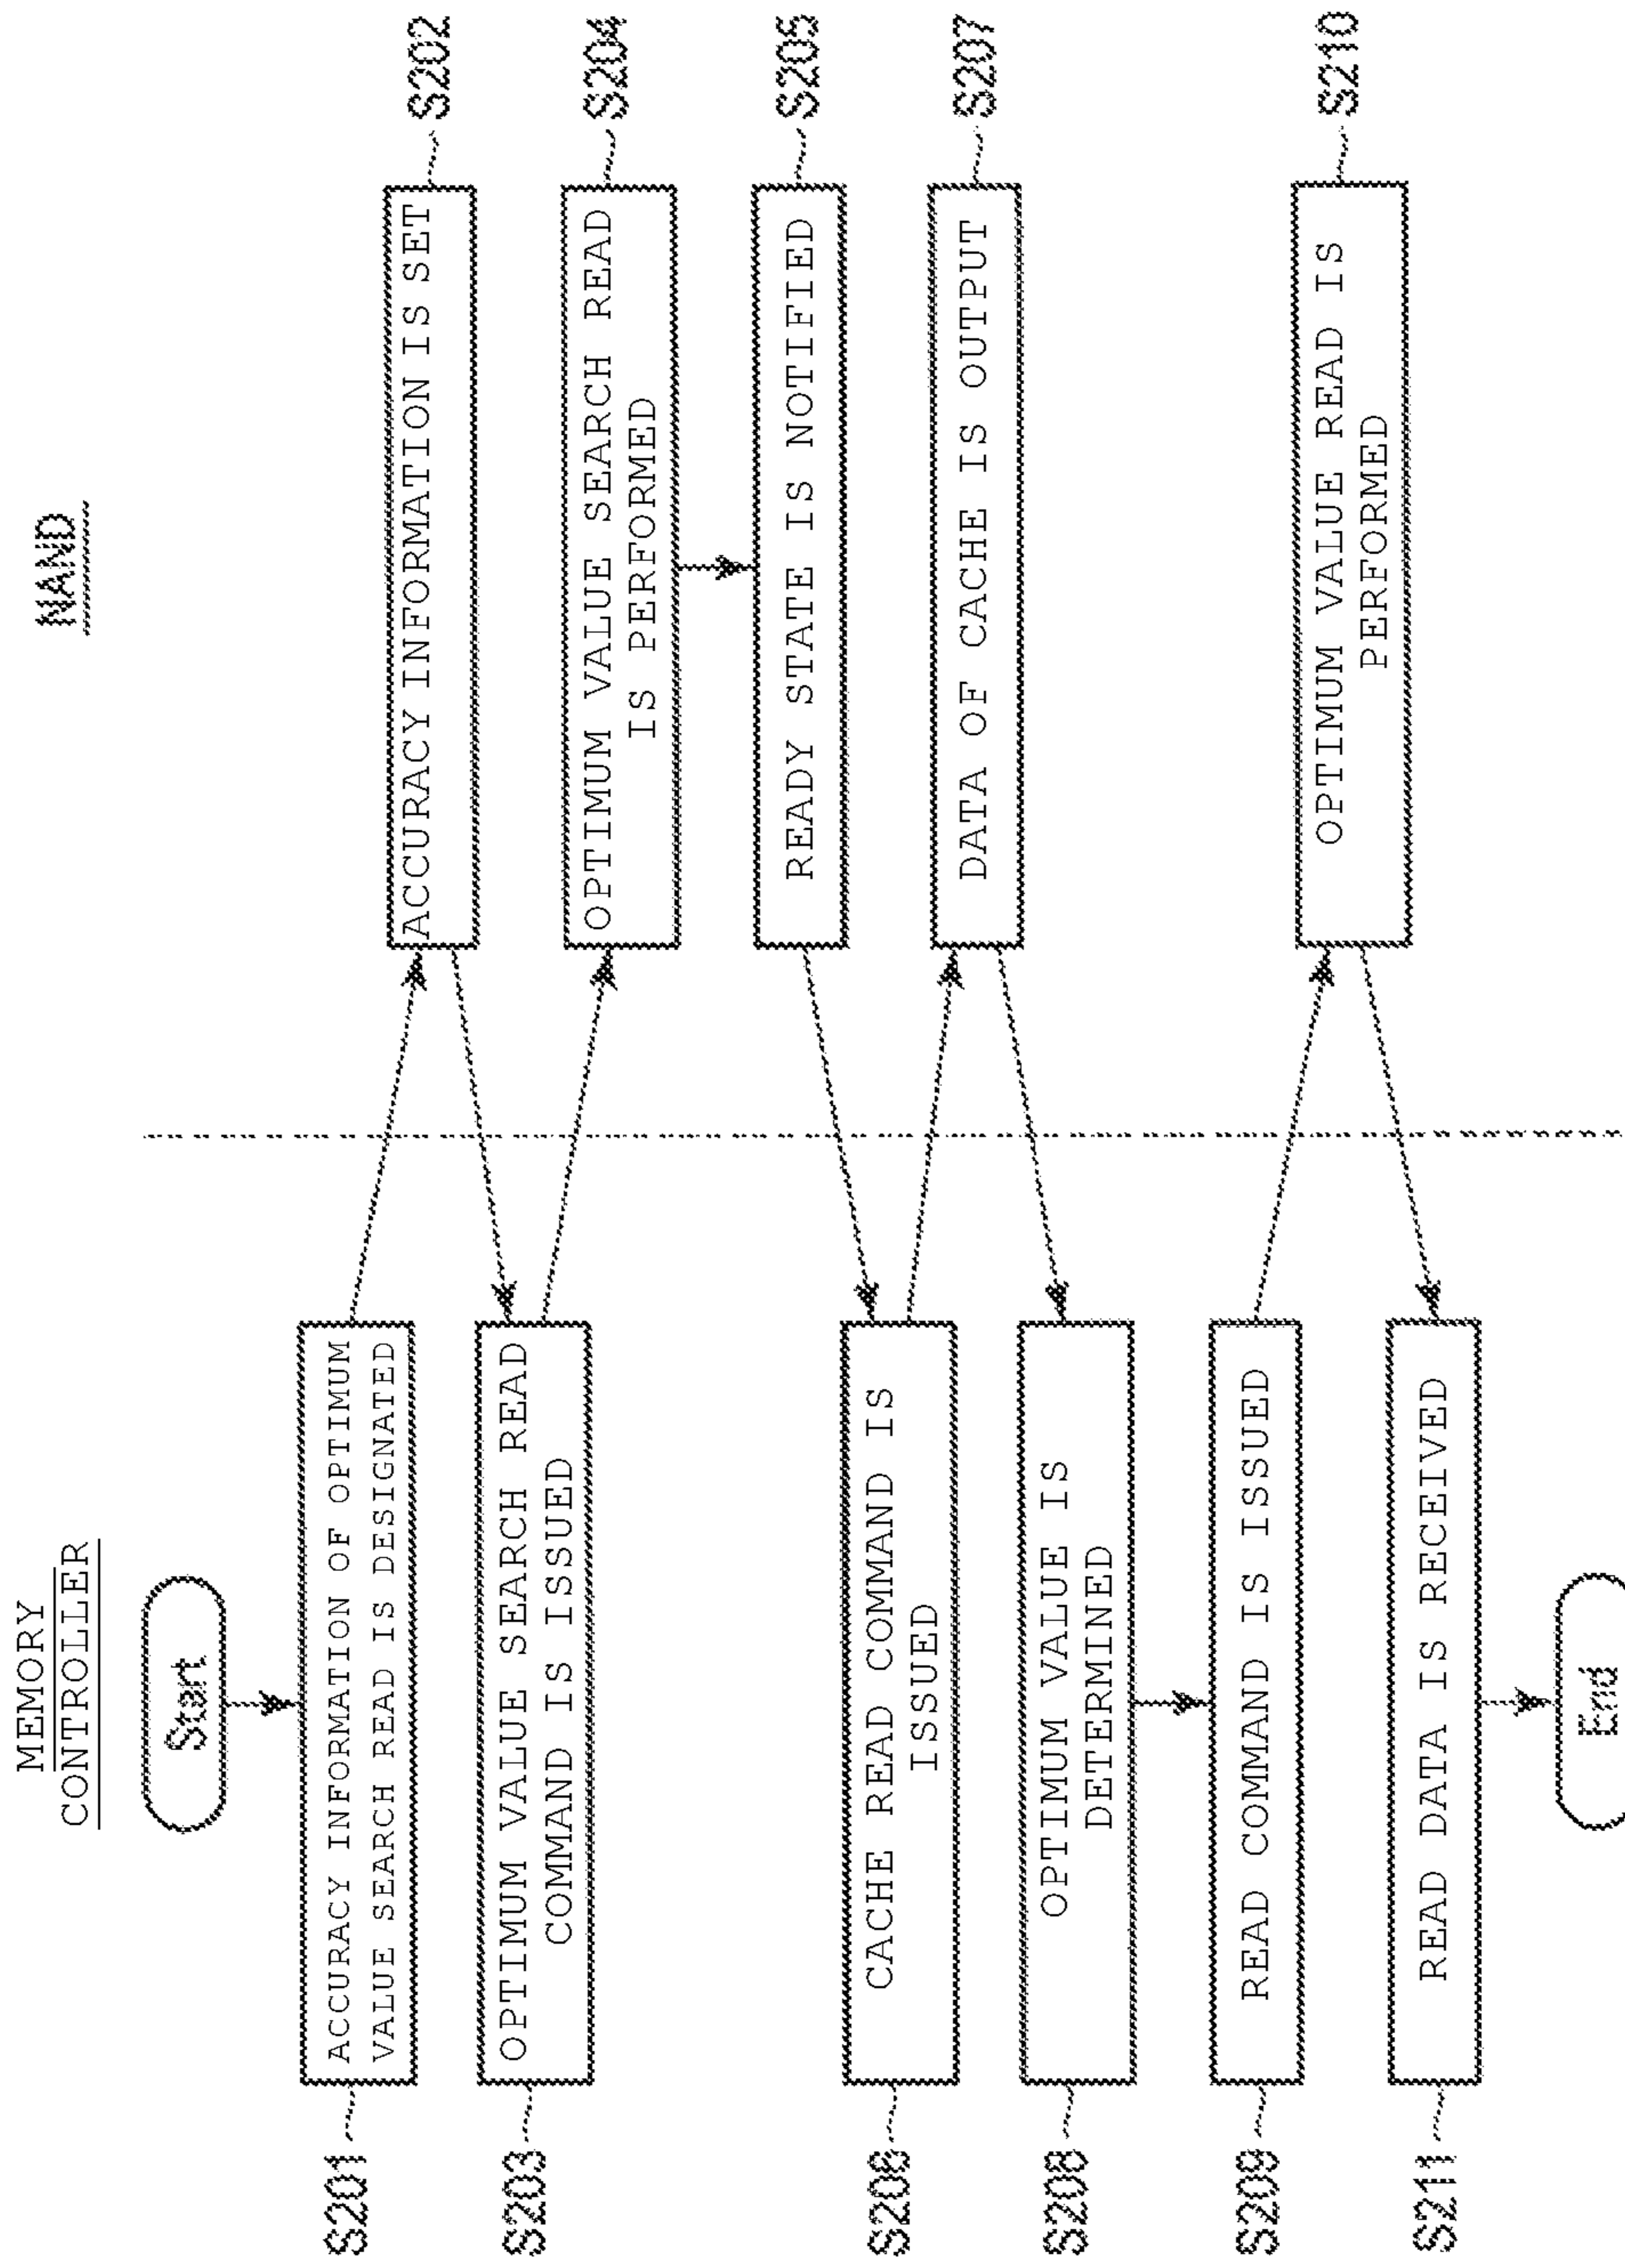 MEMORY
CONTROLLER
NAND
Start
S201
ACCURACY INFORMATION OF OPTIMUM
VALUE SEARCH READ IS DESIGNATED
ACCURACY INFORMATION IS SET
S202
S203
OPTIMUM VALUE SEARCH READ
COMMAND IS ISSUED
OPTIMUM VALUE SEARCH READ
IS PERFORMED
S204
READY STATE IS NOTIFIED
S205
S206
CACHE READ COMMAND IS
ISSUED
DATA OF CACHE IS OUTPUT
S207
S208
OPTIMUM VALUE IS
DETERMINED
S209
READ COMMAND IS ISSUED
OPTIMUM VALUE READ IS
PERFORMED
S210
S211
READ DATA IS RECEIVED
End